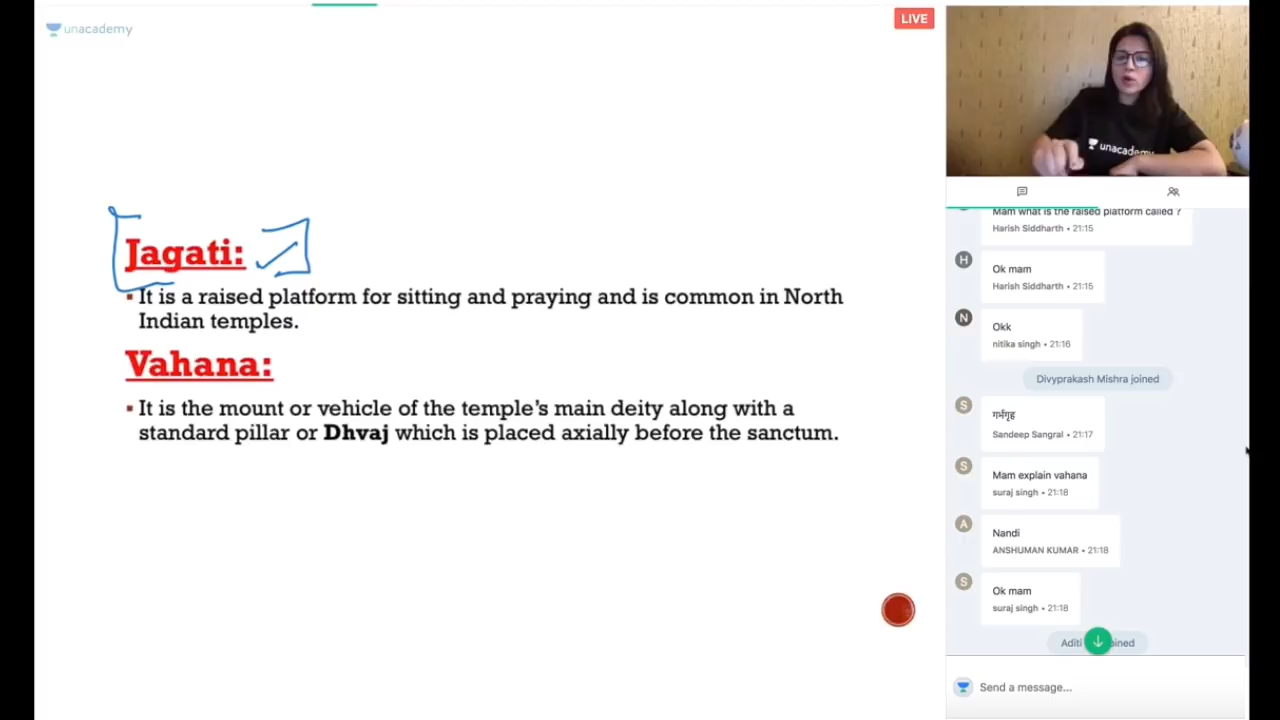 unacademy
LIVE
Jagati:
It is a raised platform for sitting and praying and is common in North
Indian temples.
Vahana:
It is the mount or vehicle of the temple's main deity along with a
standard pillar or Dhvaj which is placed axially before the sanctum.
unacademy
Mam what is the raised platform called ?
Harish Siddharth • 21:15
H
Ok mam
Harish Siddharth • 21:15
N
Okk
nitika singh • 21:16
Divyprakash Mishra joined
S
गर्भगृह
Sandeep Sangral • 21:17
S
Mam explain vahana
suraj singh • 21:18
A
Nandi
ANSHUMAN KUMAR • 21:18
S
Ok mam
suraj singh • 21:18
Aditi
Send a message...